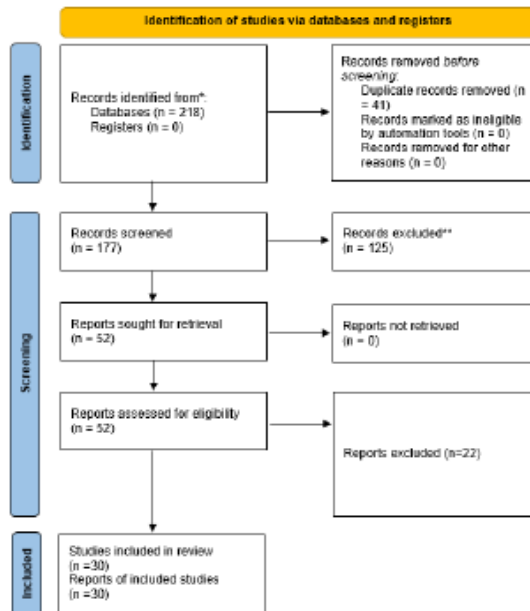 Identification of studies via databases and registers
Identification
Records identified from*:
Databases (n = 218)
Registers (n = 0)
Records removed before
screening:
Duplicate records removed (n
= 41)
Records marked as ineligible
by automation tools (n = 0)
Records removed for other
reasons (n = 0)
Screening
Records screened
(n = 177)
Records excluded**
(n = 125)
Reports sought for retrieval
(n = 52)
Reports not retrieved
(n = 0)
Reports assessed for eligibility
(n = 52)
Reports excluded (n=22)
Included
Studies included in review
(n =30)
Reports of included studies
(n =30)